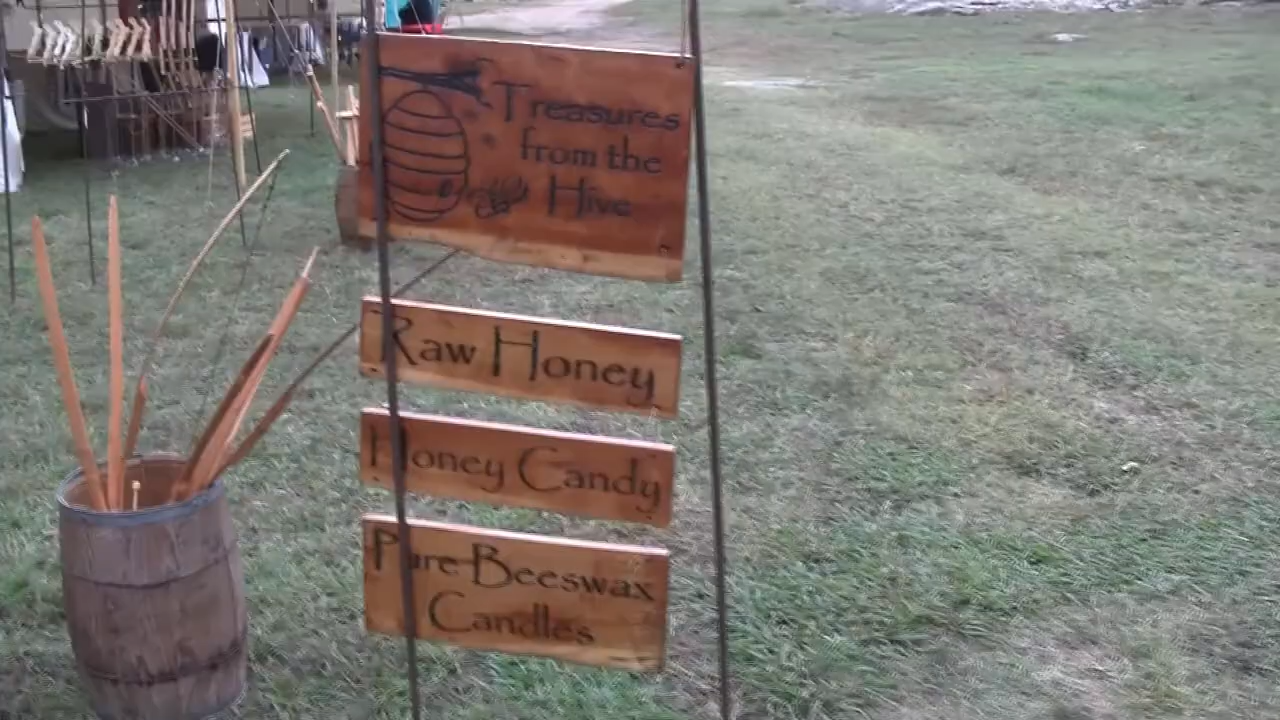 Treasures
from the
Hive
Raw Honey
Honey Candy
Pure Beeswax
Candles